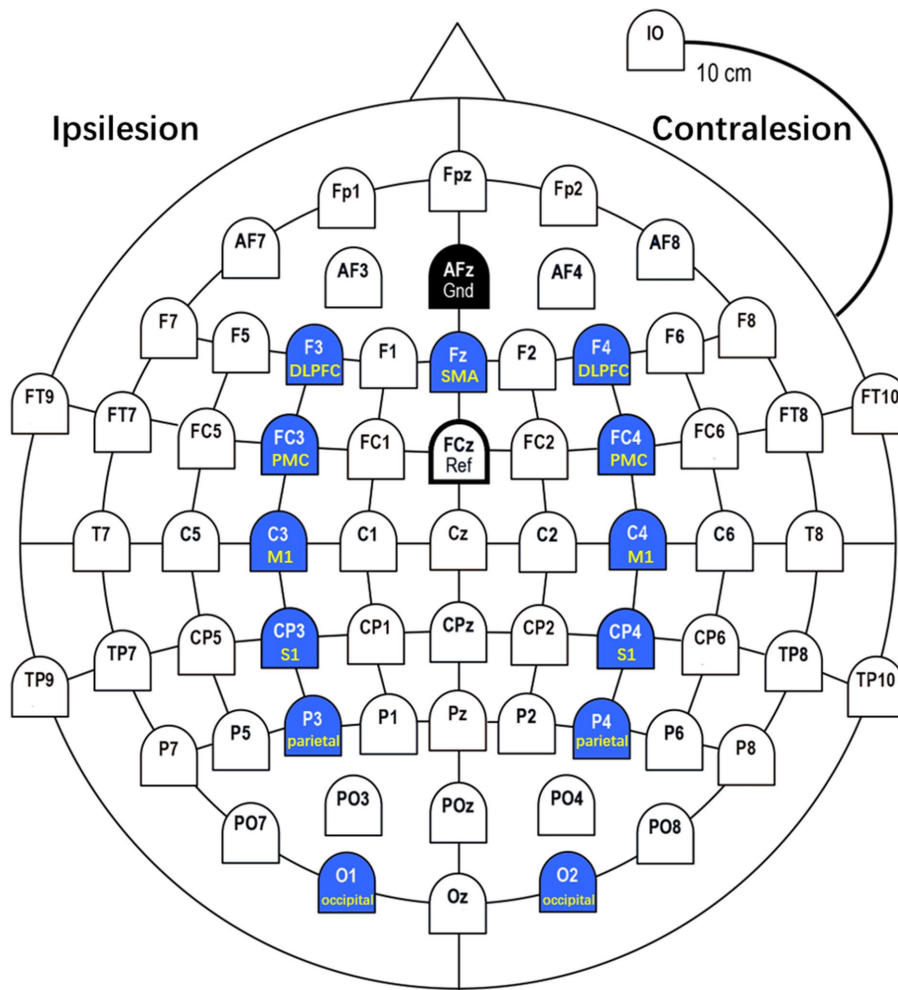 IO
10 cm
Ipsilesion
Contralesion
Fpz
Fp1
Fp2
AF7
AF8
AF3
AFz
Gnd
AF4
F7
F8
F5
F6
F3
DLPFC
F1
Fz
SMA
F2
F4
DLPFC
FT9
FT10
FT7
FT8
FC5
FC6
FC3
PMC
FC1
FCz
Ref
FC2
FC4
PMC
T7
C5
C3
M1
C1
Cz
C2
C4
M1
C6
T8
TP9
TP7
CP5
CP3
S1
CP1
CPz
CP2
CP4
S1
CP6
TP8
TP10
P7
P5
P3
parietal
P1
Pz
P2
P4
parietal
P6
P8
PO7
PO3
POz
PO4
PO8
O1
occipital
Oz
O2
occipital